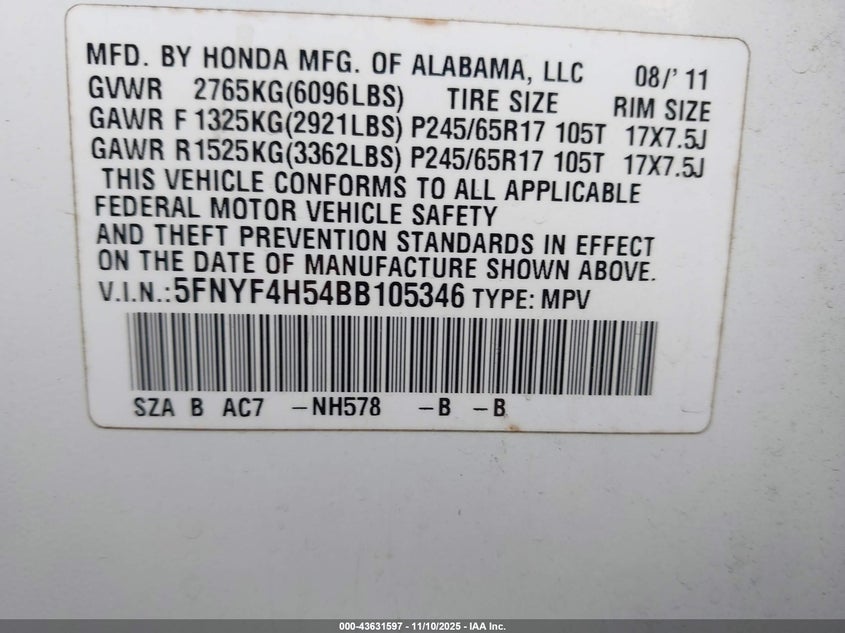 MFD. BY HONDA MFG. OF ALABAMA, LLC 08/' 11
GVWR 2765KG(6096LBS) TIRE SIZE RIM SIZE
GAWR F 1325KG(2921LBS) P245/65R17 105T 17X7.5J
GAWR R1525KG(3362LBS) P245/65R17 105T 17X7.5J
THIS VEHICLE CONFORMS TO ALL APPLICABLE
FEDERAL MOTOR VEHICLE SAFETY
AND THEFT PREVENTION STANDARDS IN EFFECT
ON THE DATE OF MANUFACTURE SHOWN ABOVE.
V.I.N.:5FNYF4H54BB105346 TYPE: MPV
SZA B AC7 –NH578 –B –B
000-43631597 - 11/10/2025 - IAA Inc.